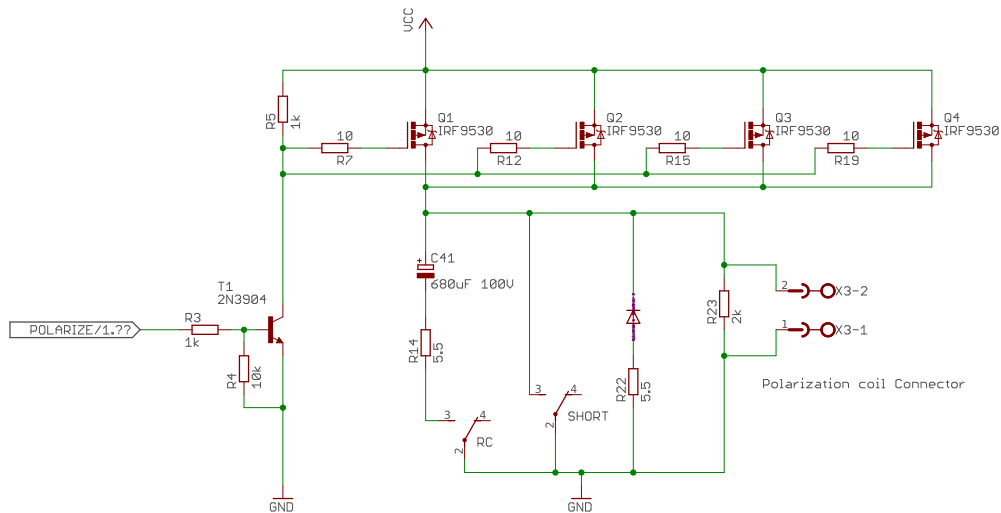 VCC
R5
1k
10
R7
Q1
IRF9530
10
R12
Q2
IRF9530
10
R15
Q3
IRF9530
10
R19
Q4
IRF9530
+
C41
680uF 100V
T1
2N3904
POLARIZE/1.??
R3
1k
R4
10k
R14
5.5
3
4
2
RC
3
4
2
SHORT
R22
5.5
R23
2k
2
X3-2
1
X3-1
Polarization coil Connector
GND
GND